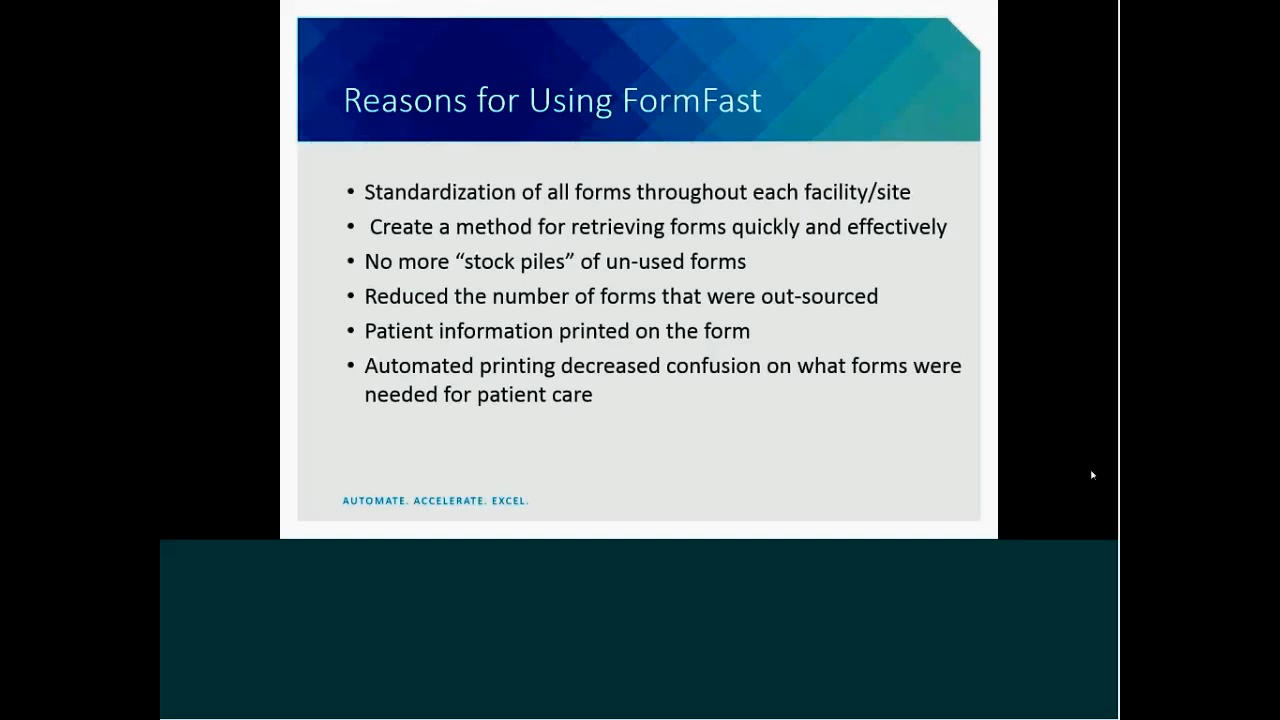 Reasons for Using FormFast
• Standardization of all forms throughout each facility/site
• Create a method for retrieving forms quickly and effectively
• No more “stock piles” of un-used forms
• Reduced the number of forms that were out-sourced
• Patient information printed on the form
• Automated printing decreased confusion on what forms were
needed for patient care
AUTOMATE. ACCELERATE. EXCEL.